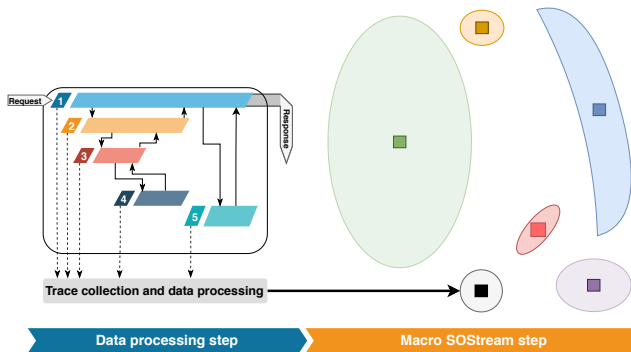 Request
1
2
3
4
5
Response
Trace collection and data processing
Data processing step
Macro SOStream step